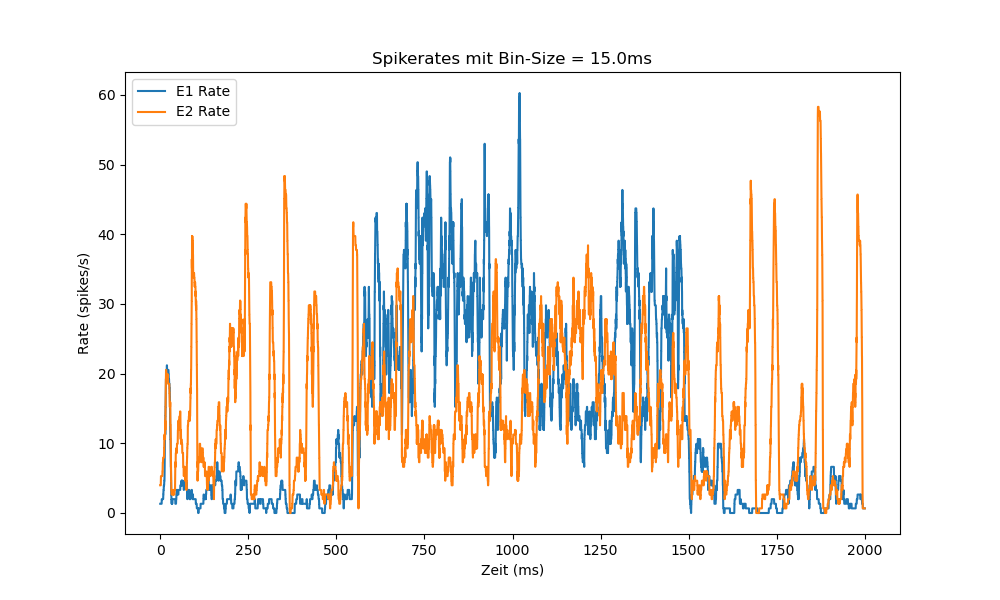 Spikerates mit Bin-Size = 15.0ms
E1 Rate
E2 Rate
60
50
40
30
20
10
0
Rate (spikes/s)
0 250 500 750 1000 1250 1500 1750 2000
Zeit (ms)